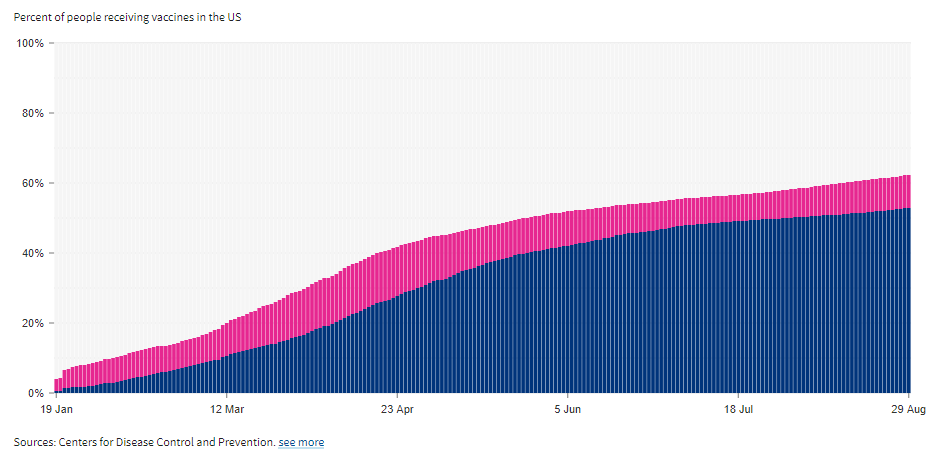 Percent of people receiving vaccines in the US
100%
80%
60%
40%
20%
0%
19 Jan 12 Mar 23 Apr 5 Jun 18 Jul 29 Aug
Sources: Centers for Disease Control and Prevention. see more